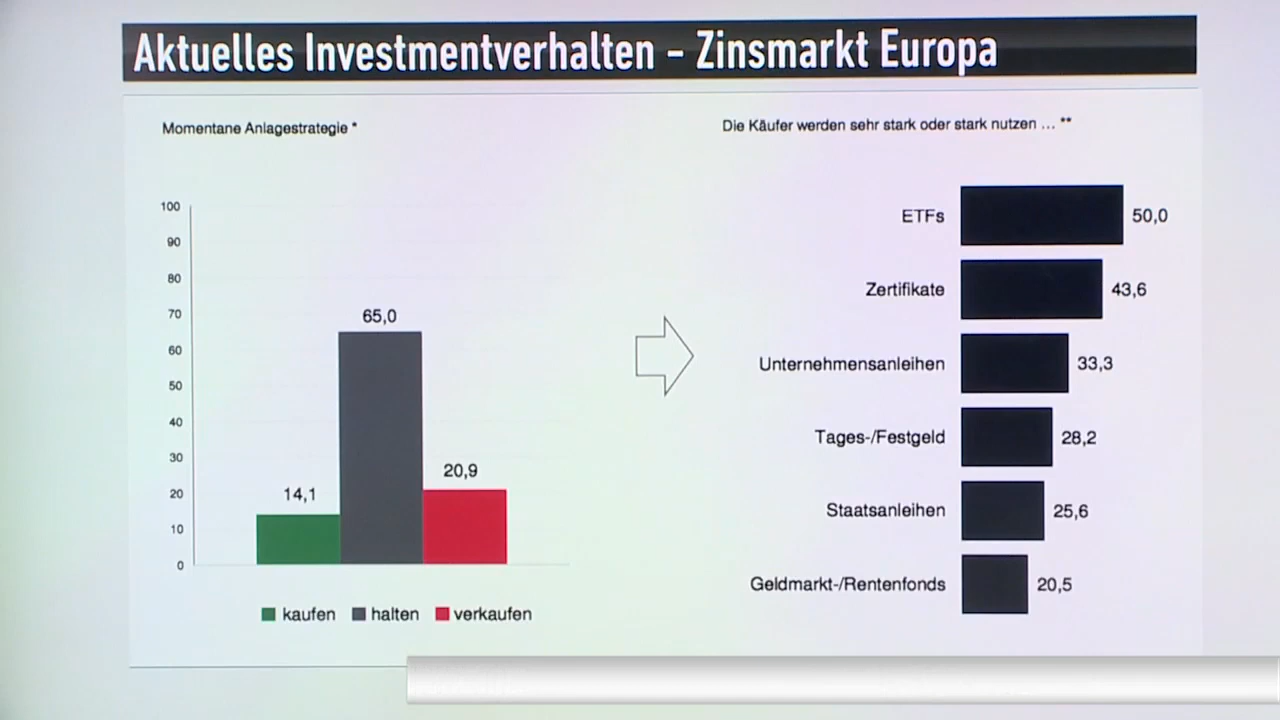 Aktuelles Investmentverhalten – Zinsmarkt Europa
Momentane Anlagestrategie *
100
90
80
70
60
50
40
30
20
10
0
14,1
65,0
20,9
kaufen halten verkaufen
Die Käufer werden sehr stark oder stark nutzen ... **
ETFs 50,0
Zertifikate 43,6
Unternehmensanleihen 33,3
Tages-/Festgeld 28,2
Staatsanleihen 25,6
Geldmarkt-/Rentenfonds 20,5